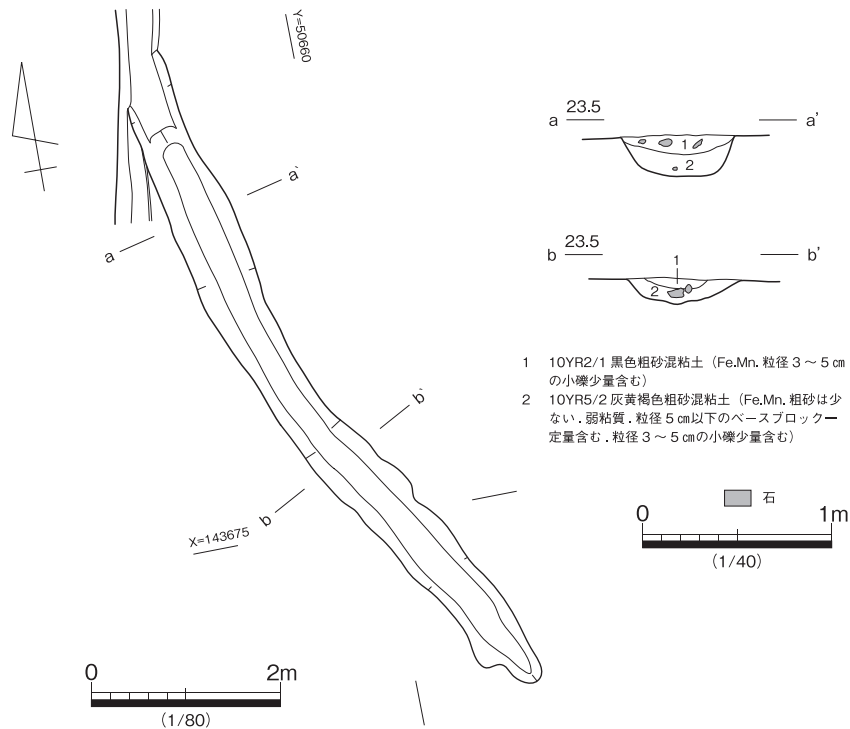 Y=50660
a 23.5 a’
1
2
a`
a
b 23.5 b’
1
2
1 10YR2/1 黒色粗砂混粘土（Fe.Mn. 粒径 3 ～ 5 ㎝
の小礫少量含む）
2 10YR5/2 灰黄褐色粗砂混粘土（Fe.Mn. 粗砂は少
ない．弱粘質．粒径 5 ㎝以下のベースブロック一
定量含む．粒径 3 ～ 5 ㎝の小礫少量含む）
b`
b
X=143675
石
0 1m
（1/40）
0 2m
（1/80）